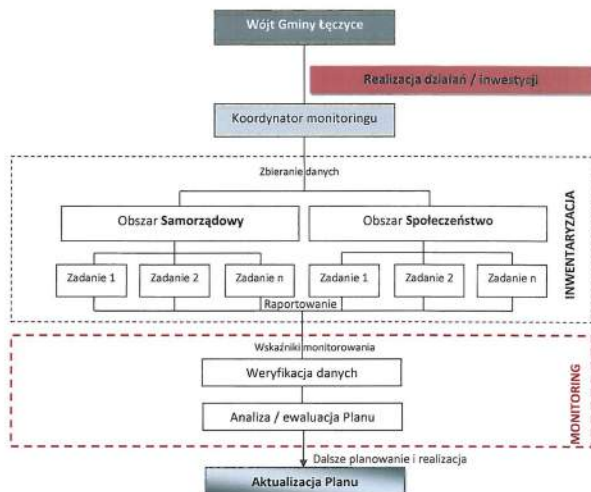 Wójt Gminy Łęczyce
Realizacja działań / inwestycji
Koordynator monitoringu
Zbieranie danych
Obszar Samorządowy
Obszar Społeczeństwo
Zadanie 1
Zadanie 2
Zadanie n
Zadanie 1
Zadanie 2
Zadanie n
Raportowanie
INWENTARYZACJA
Wskaźniki monitorowania
Weryfikacja danych
Analiza / ewaluacja Planu
MONITORING
Dalsze planowanie i realizacja
Aktualizacja Planu